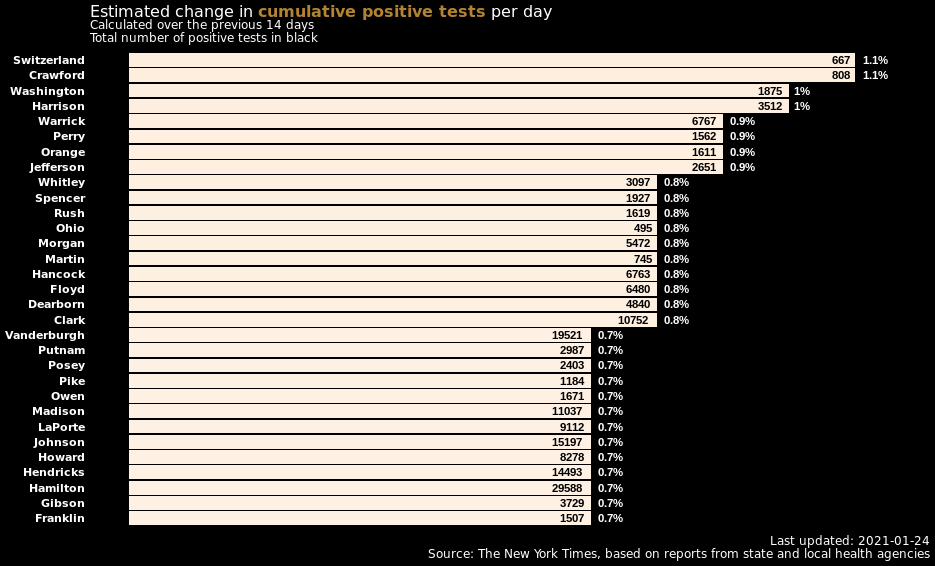 Estimated change in cumulative positive tests per day
Calculated over the previous 14 days
Total number of positive tests in black
Switzerland 667 1.1%
Crawford 808 1.1%
Washington 1875 1%
Harrison 3512 1%
Warrick 6767 0.9%
Perry 1562 0.9%
Orange 1611 0.9%
Jefferson 2651 0.9%
Whitley 3097 0.8%
Spencer 1927 0.8%
Rush 1619 0.8%
Ohio 495 0.8%
Morgan 5472 0.8%
Martin 745 0.8%
Hancock 6763 0.8%
Floyd 6480 0.8%
Dearborn 4840 0.8%
Clark 10752 0.8%
Vanderburgh 19521 0.7%
Putnam 2987 0.7%
Posey 2403 0.7%
Pike 1184 0.7%
Owen 1671 0.7%
Madison 11037 0.7%
LaPorte 9112 0.7%
Johnson 15197 0.7%
Howard 8278 0.7%
Hendricks 14493 0.7%
Hamilton 29588 0.7%
Gibson 3729 0.7%
Franklin 1507 0.7%
Last updated: 2021-01-24
Source: The New York Times, based on reports from state and local health agencies